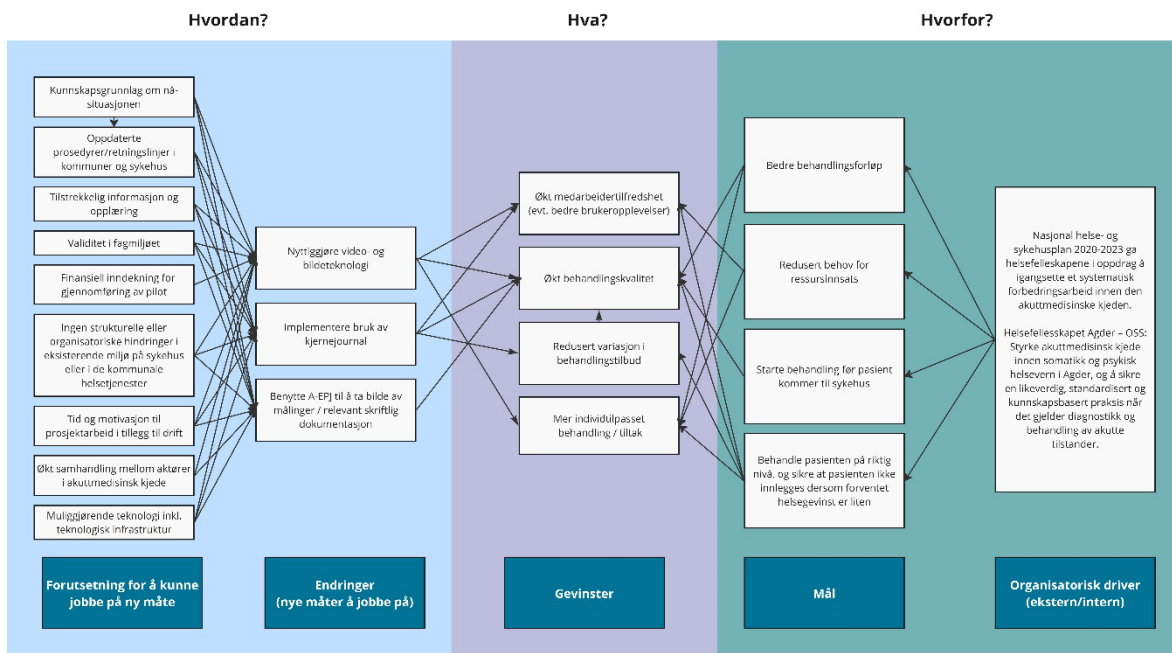 Hvordan?
Hva?
Hvorfor?
Kunnskapsgrunnlag om nå-
situasjonen
Oppdaterte
prosedyrer/retningslinjer i
kommuner og sykehus
Tilstrekkelig informasjon og
opplæring
Validitet i fagmiljøet
Finansiell inndekning for
gjennomføring av pilot
Ingen strukturelle eller
organisatoriske hindringer i
eksisterende miljø på sykehus
eller i de kommunale
helsetjenester
Tid og motivasjon til
prosjektarbeid i tillegg til drift
Økt samhandling mellom aktører
i akuttmedisinsk kjede
Muliggjørende teknologi inkl.
teknologisk infrastruktur
Nyttiggjøre video- og
bildeteknologi
Implementere bruk av
kjernejournal
Benytte A-EPJ til å ta bilde av
målinger / relevant skriftlig
dokumentasjon
Økt medarbeidertilfredshet
(evt. bedre brukeropplevelser)
Økt behandlingskvalitet
Redusert variasjon i
behandlingstilbud
Mer individtilpasset
behandling / tiltak
Bedre behandlingsforløp
Redusert behov for
ressursinnsats
Starte behandling før pasient
kommer til sykehus
Behandle pasienten på riktig
nivå, og sikre at pasienten ikke
innlegges dersom forventet
helsegevinst er liten
Nasjonal helse- og
sykehusplan 2020-2023 ga
helsefelleskapene i oppdrag å
igangsette et systematisk
forbedringsarbeid innen den
akuttmedisinske kjeden.
Helsefellesskapet Agder – OSS:
Styrke akuttmedisinsk kjede
innen somatikk og psykisk
helsevern i Agder, og å sikre
en likeverdig, standardisert og
kunnskapsbasert praksis når
det gjelder diagnostikk og
behandling av akutte
tilstander.
Forutsetning for å kunne
jobbe på ny måte
Endringer
(nye måter å jobbe på)
Gevinster
Mål
Organisatorisk driver
(ekstern/intern)